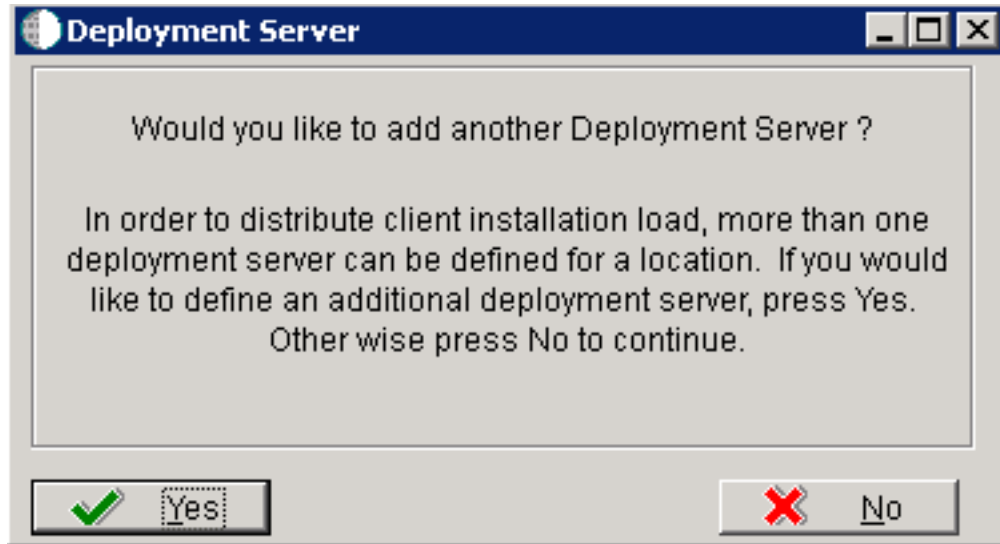 Deployment Server
Would you like to add another Deployment Server ?
In order to distribute client installation load, more than one
deployment server can be defined for a location.  If you would
like to define an additional deployment server, press Yes.
Other wise press No to continue.
Yes
No